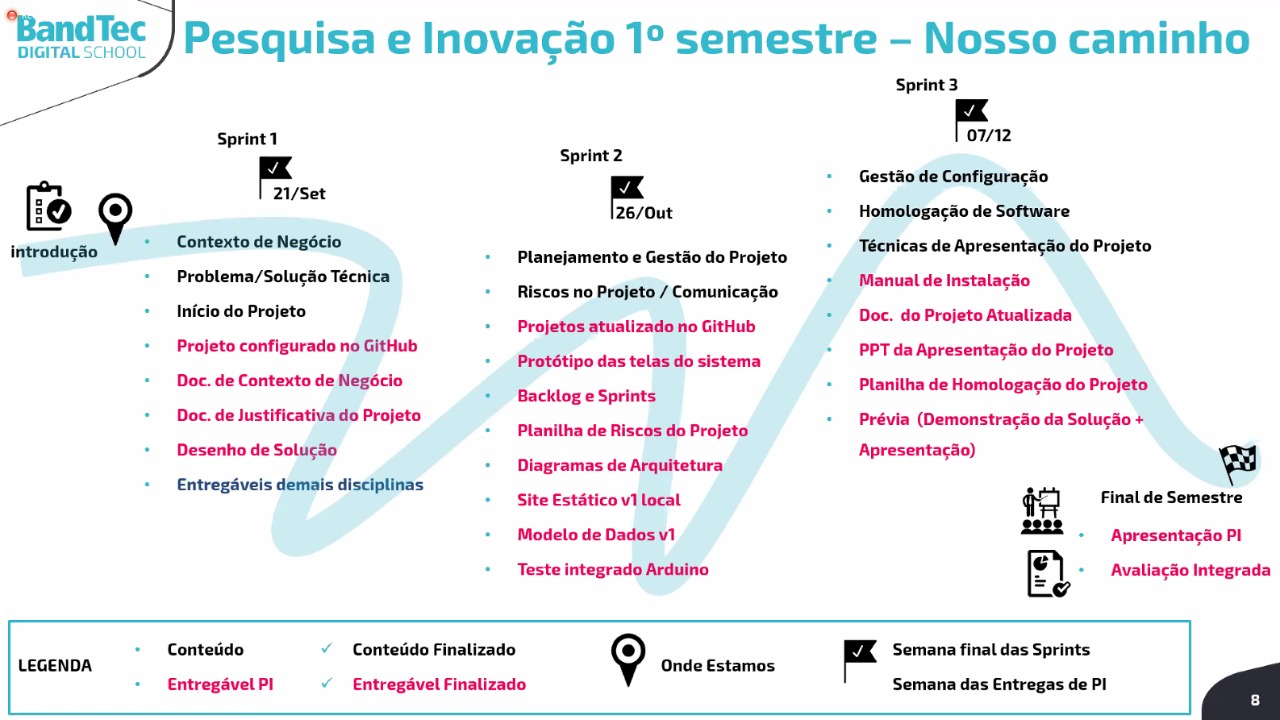 BandTec
DIGITAL SCHOOL
Pesquisa e Inovação 1º semestre – Nosso caminho
introdução
Sprint 1
21/Set
• Contexto de Negócio
• Problema/Solução Técnica
• Início do Projeto
• Projeto configurado no GitHub
• Doc. de Contexto de Negócio
• Doc. de Justificativa do Projeto
• Desenho de Solução
• Entregáveis demais disciplinas
Sprint 2
26/Out
• Planejamento e Gestão do Projeto
• Riscos no Projeto / Comunicação
• Projetos atualizado no GitHub
• Protótipo das telas do sistema
• Backlog e Sprints
• Planilha de Riscos do Projeto
• Diagramas de Arquitetura
• Site Estático v1 local
• Modelo de Dados v1
• Teste integrado Arduino
Sprint 3
07/12
• Gestão de Configuração
• Homologação de Software
• Técnicas de Apresentação do Projeto
• Manual de Instalação
• Doc. do Projeto Atualizada
• PPT da Apresentação do Projeto
• Planilha de Homologação do Projeto
• Prévia (Demonstração da Solução +
Apresentação)
Final de Semestre
• Apresentação PI
• Avaliação Integrada
LEGENDA
• Conteúdo
• Entregável PI
✓ Conteúdo Finalizado
✓ Entregável Finalizado
Onde Estamos
Semana final das Sprints
Semana das Entregas de PI
8